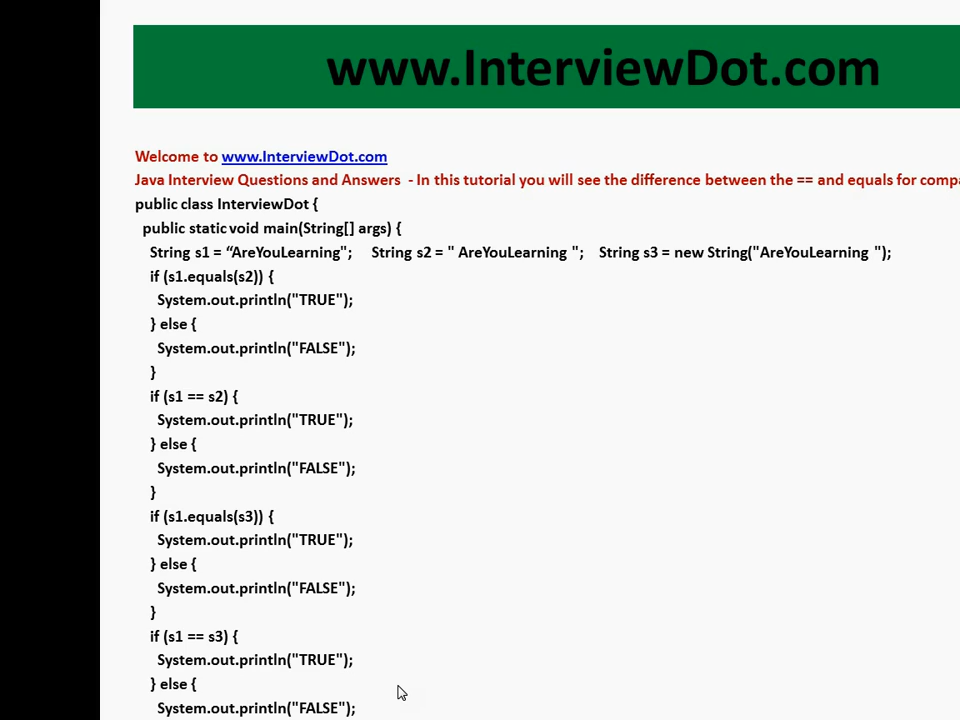 www.InterviewDot.com
Welcome to www.InterviewDot.com
Java Interview Questions and Answers - In this tutorial you will see the difference between the == and equals for
public class InterviewDot {
public static void main(String[] args) {
String s1 = “AreYouLearning"; String s2 = " AreYouLearning "; String s3 = new String("AreYouLearning ");
if (s1.equals(s2)) {
System.out.println("TRUE");
} else {
System.out.println("FALSE");
}
if (s1 == s2) {
System.out.println("TRUE");
} else {
System.out.println("FALSE");
}
if (s1.equals(s3)) {
System.out.println("TRUE");
} else {
System.out.println("FALSE");
}
if (s1 == s3) {
System.out.println("TRUE");
} else {
System.out.println("FALSE");